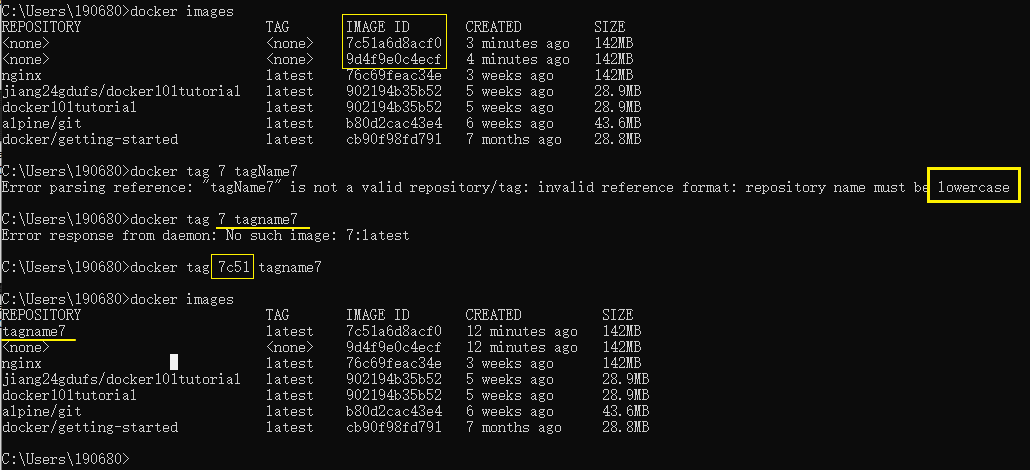 C:\Users\190680>docker images
REPOSITORY TAG IMAGE ID CREATED SIZE
<none> <none> 7c51a6d8acf0 3 minutes ago 142MB
<none> <none> 9d4f9e0c4ecf 4 minutes ago 142MB
nginx latest 76c69feac34e 3 weeks ago 142MB
jiang24gdufs/docker101tutorial latest 902194b35b52 5 weeks ago 28.9MB
docker101tutorial latest 902194b35b52 5 weeks ago 28.9MB
alpine/git latest b80d2cac43e4 6 weeks ago 43.6MB
docker/getting-started latest cb90f98fd791 7 months ago 28.8MB
C:\Users\190680>docker tag 7 tagName7
Error parsing reference: "tagName7" is not a valid repository/tag: invalid reference format: repository name must be lowercase
C:\Users\190680>docker tag 7 tagname7
Error response from daemon: No such image: 7:latest
C:\Users\190680>docker tag 7c51 tagname7
C:\Users\190680>docker images
REPOSITORY TAG IMAGE ID CREATED SIZE
tagname7 latest 7c51a6d8acf0 12 minutes ago 142MB
<none> <none> 9d4f9e0c4ecf 12 minutes ago 142MB
nginx latest 76c69feac34e 3 weeks ago 142MB
jiang24gdufs/docker101tutorial latest 902194b35b52 5 weeks ago 28.9MB
docker101tutorial latest 902194b35b52 5 weeks ago 28.9MB
alpine/git latest b80d2cac43e4 6 weeks ago 43.6MB
docker/getting-started latest cb90f98fd791 7 months ago 28.8MB
C:\Users\190680>